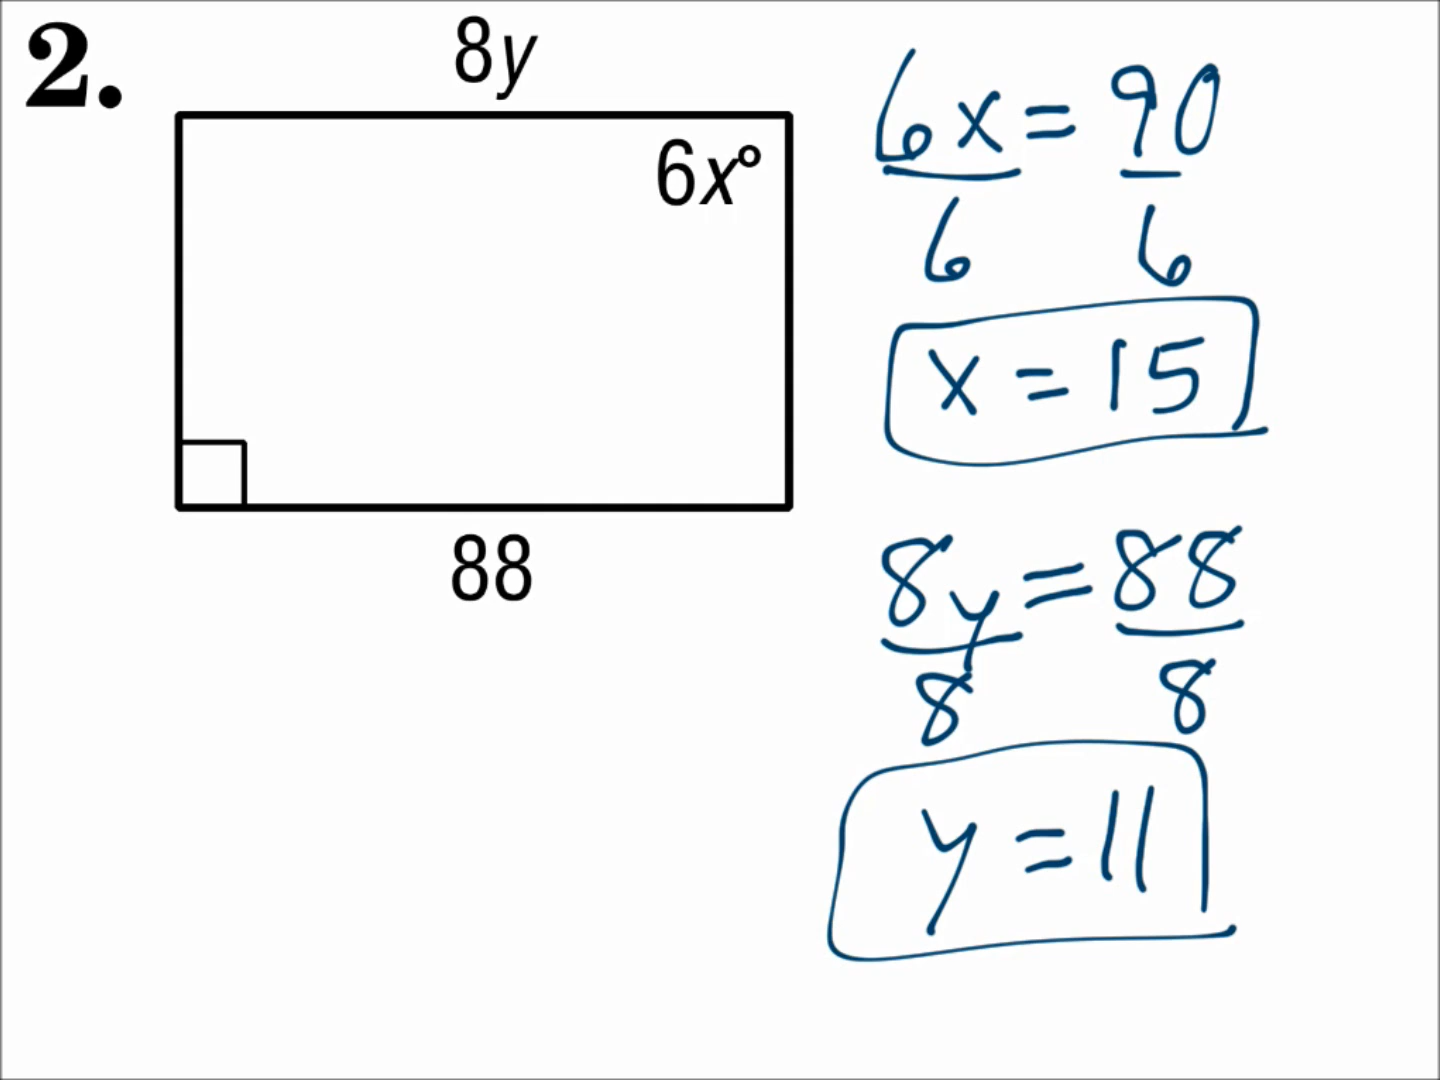 2.
8y
6x°
88
6x = 90
6 6
x = 15
8y = 88
8 8
y = 11